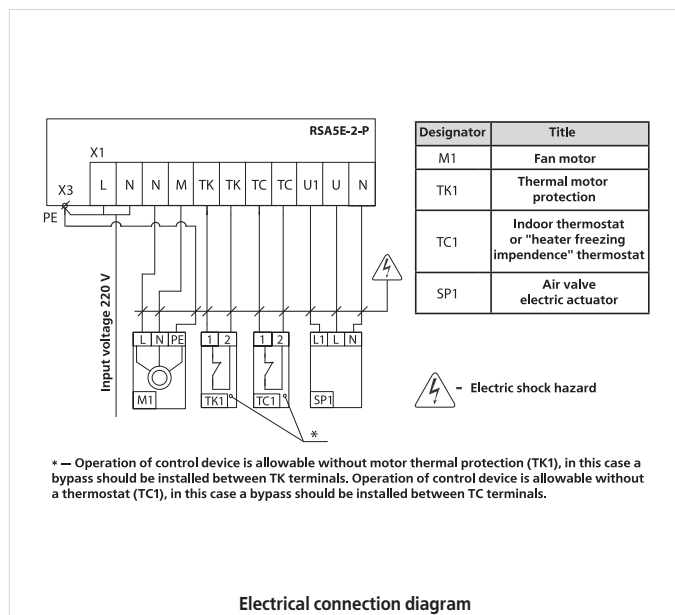 RSA5E-2-P
X1
L N N M TK TK TC TC U1 U N
X3
PE
Input voltage 220 V
L N PE
M1
1 2
TK1
1 2
TC1
L1 L N
SP1
*
Designator Title
M1 Fan motor
TK1 Thermal motor
protection
TC1 Indoor thermostat
or "heater freezing
impendence" thermostat
SP1 Air valve
electric actuator
- Electric shock hazard
* — Operation of control device is allowable without motor thermal protection (TK1), in this case a
bypass should be installed between TK terminals. Operation of control device is allowable without
a thermostat (TC1), in this case a bypass should be installed between TC terminals.
Electrical connection diagram